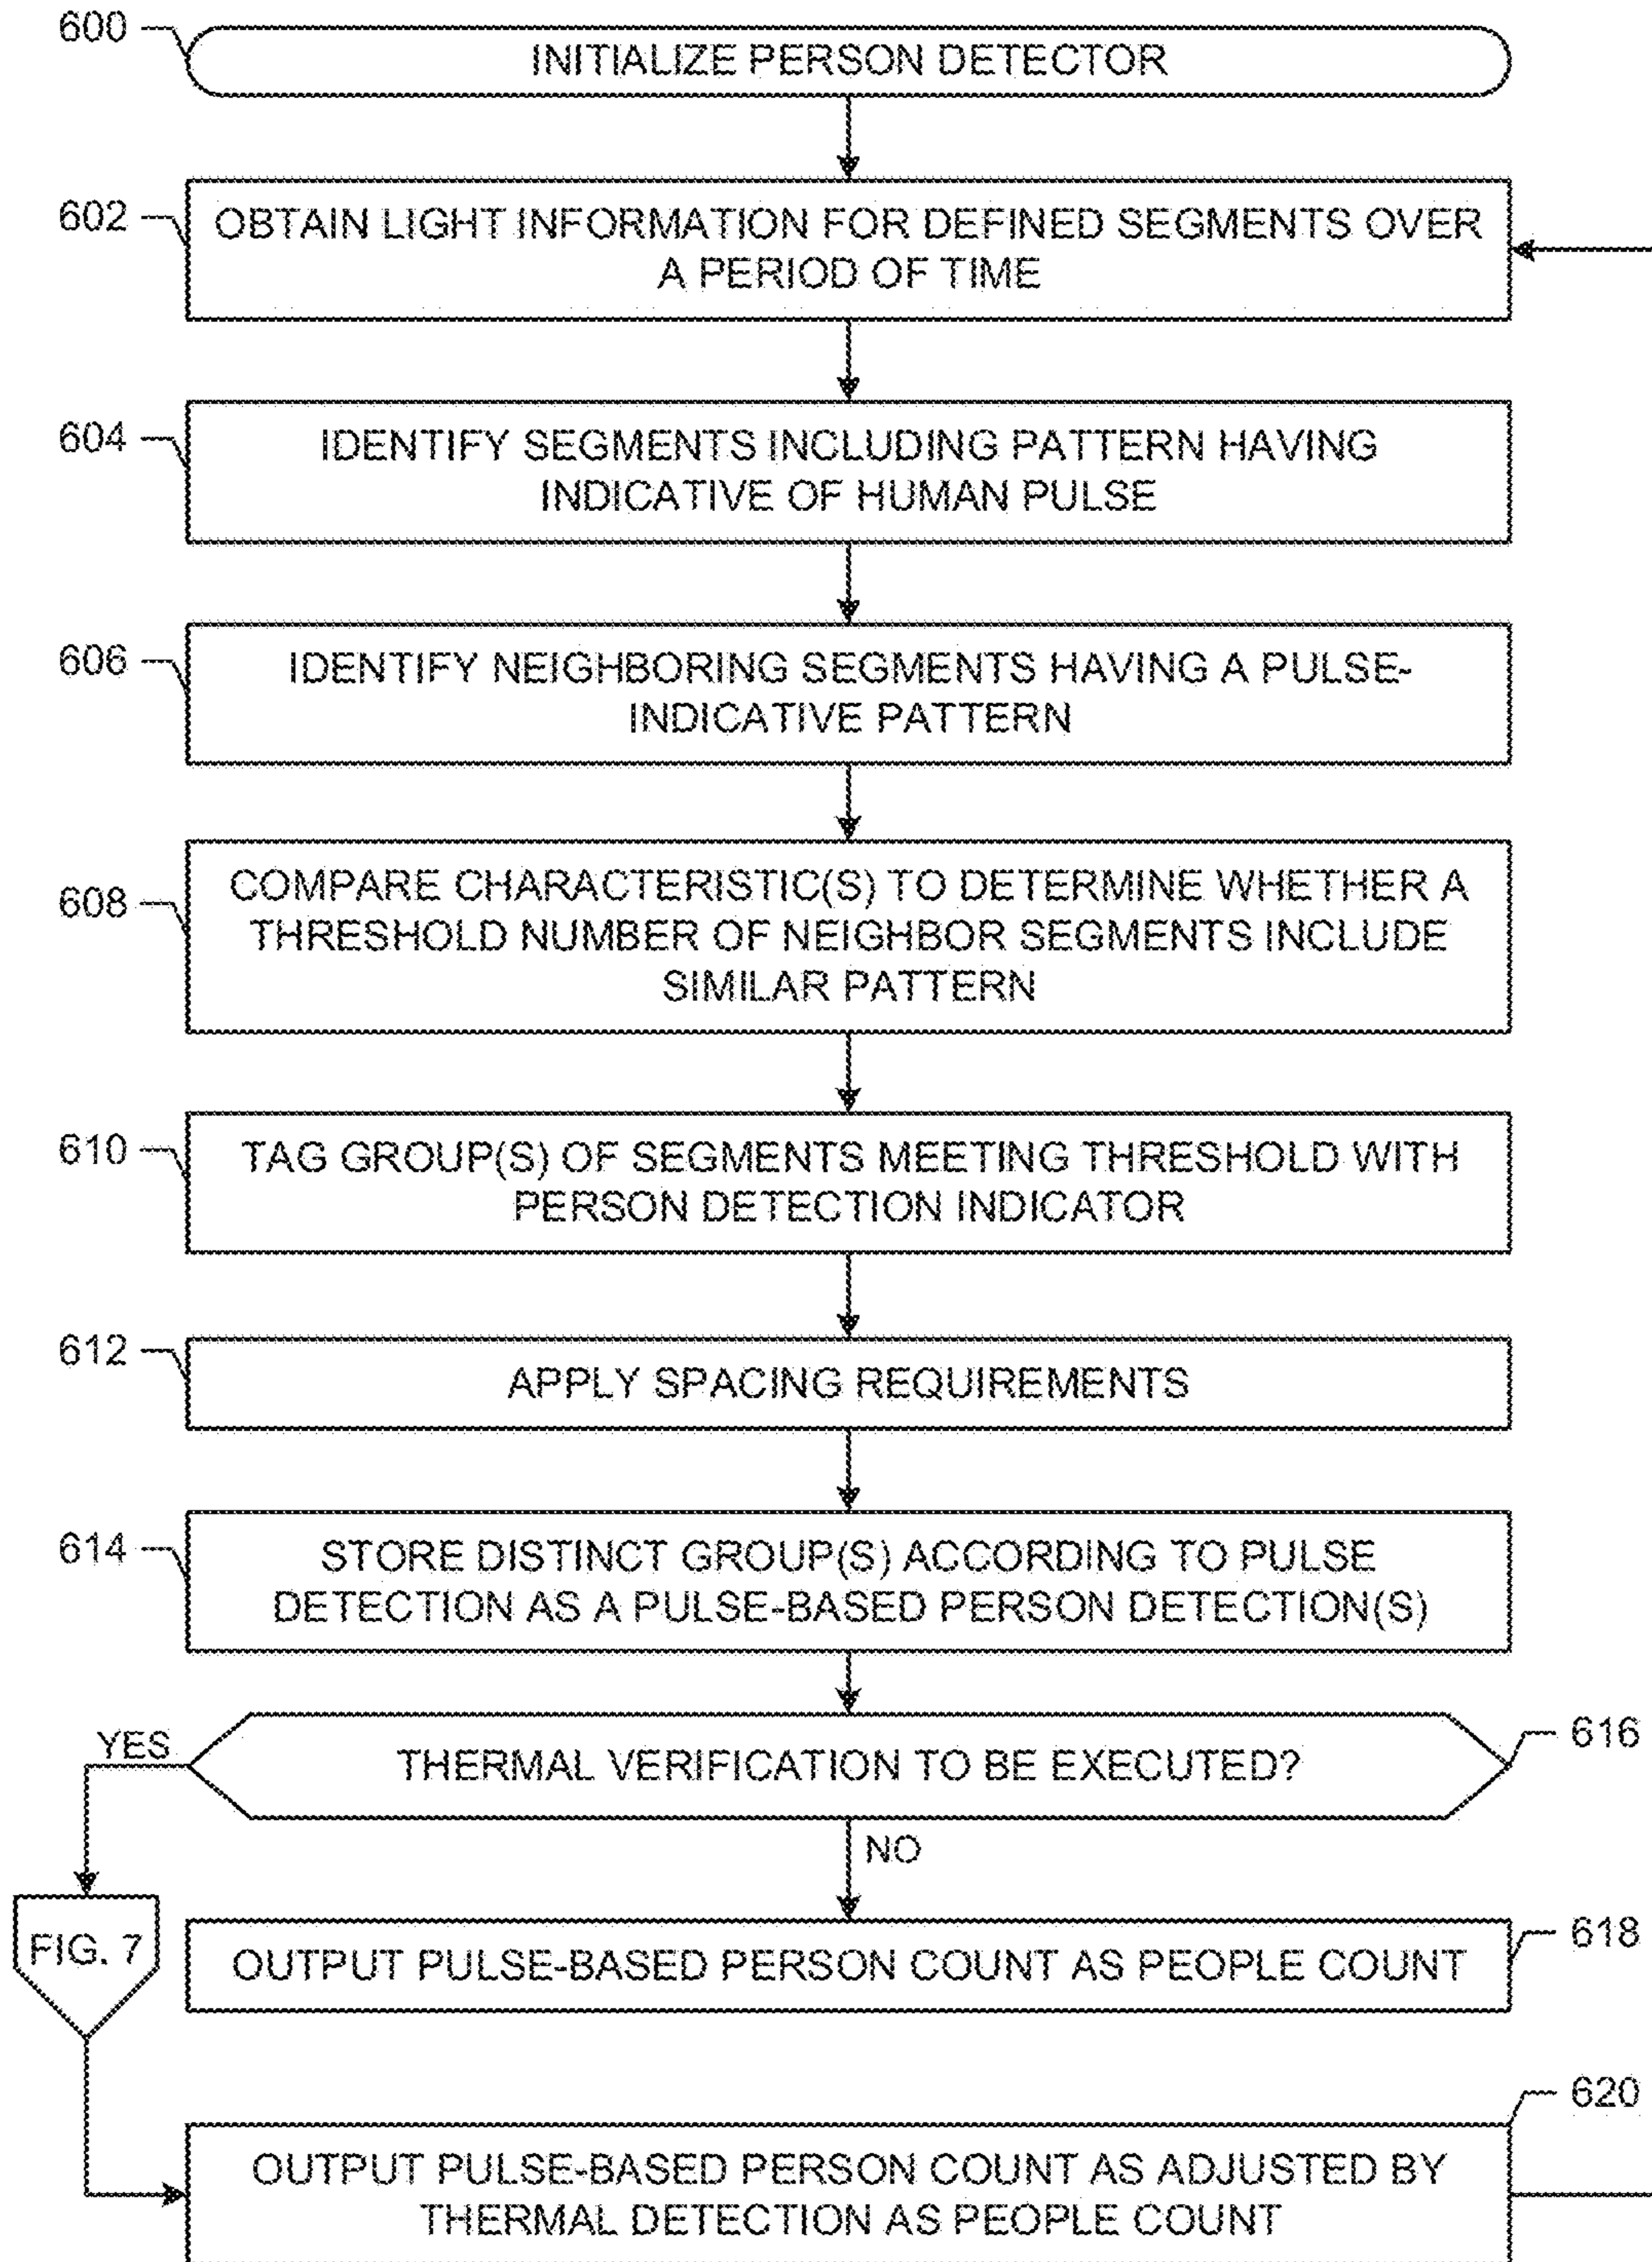 600
INITIALIZE PERSON DETECTOR
602
OBTAIN LIGHT INFORMATION FOR DEFINED SEGMENTS OVER
A PERIOD OF TIME
604
IDENTIFY SEGMENTS INCLUDING PATTERN HAVING
INDICATIVE OF HUMAN PULSE
606
IDENTIFY NEIGHBORING SEGMENTS HAVING A PULSE-
INDICATIVE PATTERN
608
COMPARE CHARACTERISTIC(S) TO DETERMINE WHETHER A
THRESHOLD NUMBER OF NEIGHBOR SEGMENTS INCLUDE
SIMILAR PATTERN
610
TAG GROUP(S) OF SEGMENTS MEETING THRESHOLD WITH
PERSON DETECTION INDICATOR
612
APPLY SPACING REQUIREMENTS
614
STORE DISTINCT GROUP(S) ACCORDING TO PULSE
DETECTION AS A PULSE-BASED PERSON DETECTION(S)
616
YES
THERMAL VERIFICATION TO BE EXECUTED?
NO
FIG. 7
618
OUTPUT PULSE-BASED PERSON COUNT AS PEOPLE COUNT
620
OUTPUT PULSE-BASED PERSON COUNT AS ADJUSTED BY
THERMAL DETECTION AS PEOPLE COUNT